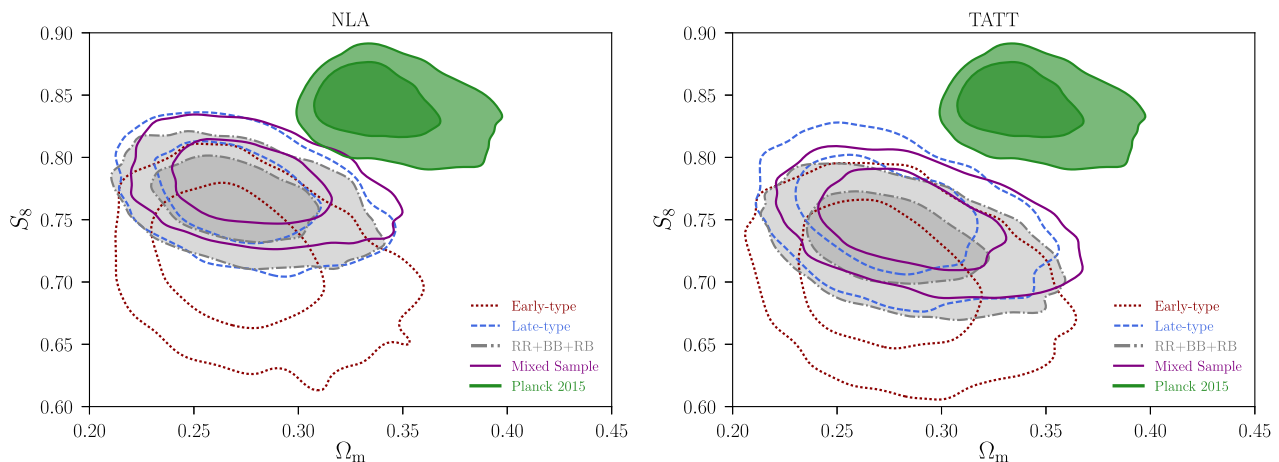 NLA
0.90
0.85
0.80
0.75
0.70
0.65
0.60
S8
0.20
0.25
0.30
0.35
0.40
0.45
Ωm
Early-type
Late-type
RR+BB+RB
Mixed Sample
Planck 2015
TATT
0.90
0.85
0.80
0.75
0.70
0.65
0.60
S8
0.20
0.25
0.30
0.35
0.40
0.45
Ωm
Early-type
Late-type
RR+BB+RB
Mixed Sample
Planck 2015